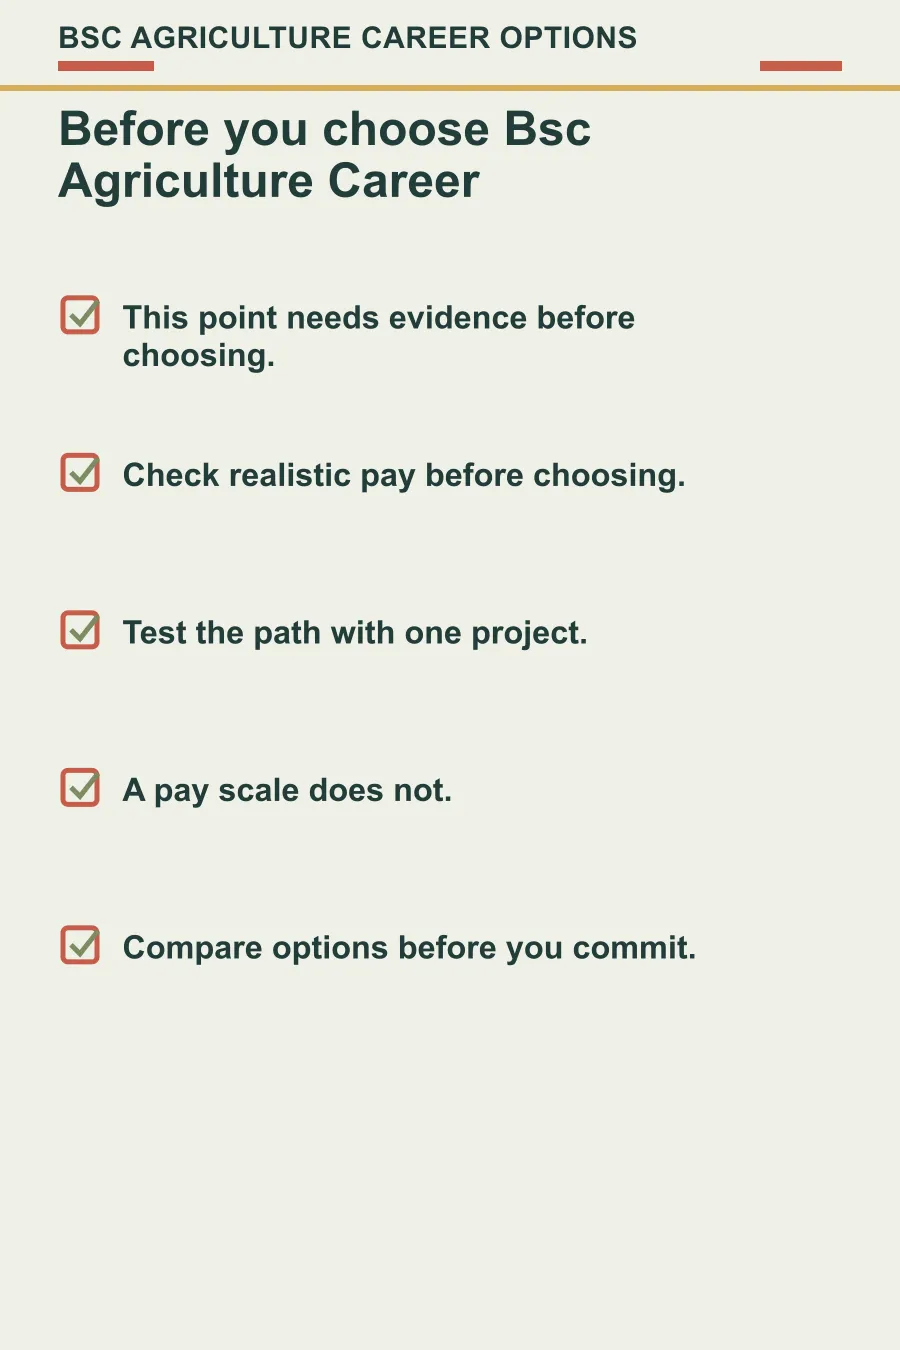 BSC AGRICULTURE CAREER OPTIONS
Before you choose Bsc
Agriculture Career
This point needs evidence before
choosing.
Check realistic pay before choosing.
Test the path with one project.
A pay scale does not.
Compare options before you commit.